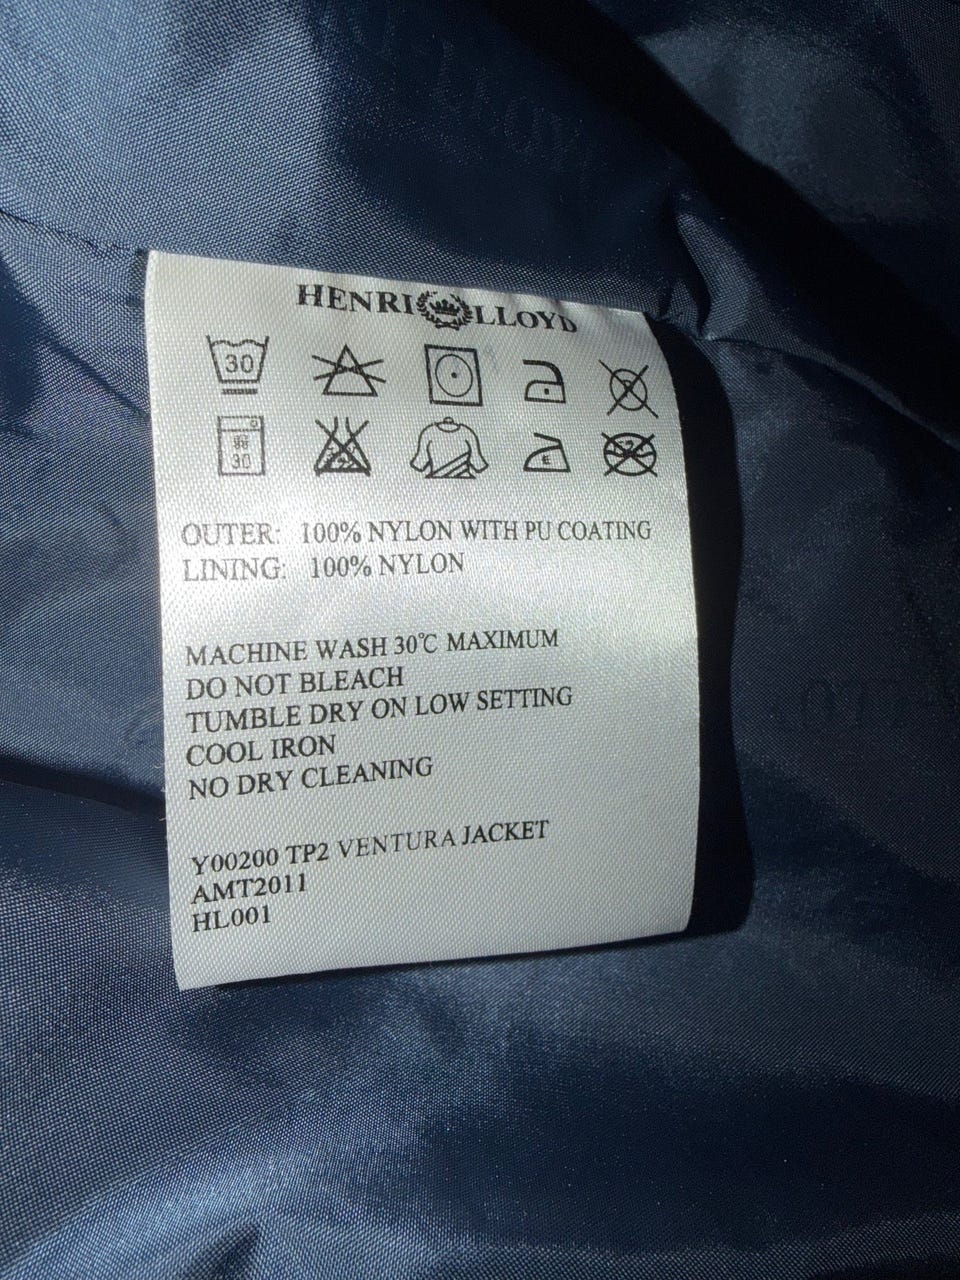 HENRI LLOYD
30
30
OUTER: 100% NYLON WITH PU COATING
LINING: 100% NYLON
MACHINE WASH 30°C MAXIMUM
DO NOT BLEACH
TUMBLE DRY ON LOW SETTING
COOL IRON
NO DRY CLEANING
Y00200 TP2 VENTURA JACKET
AMT2011
HL001